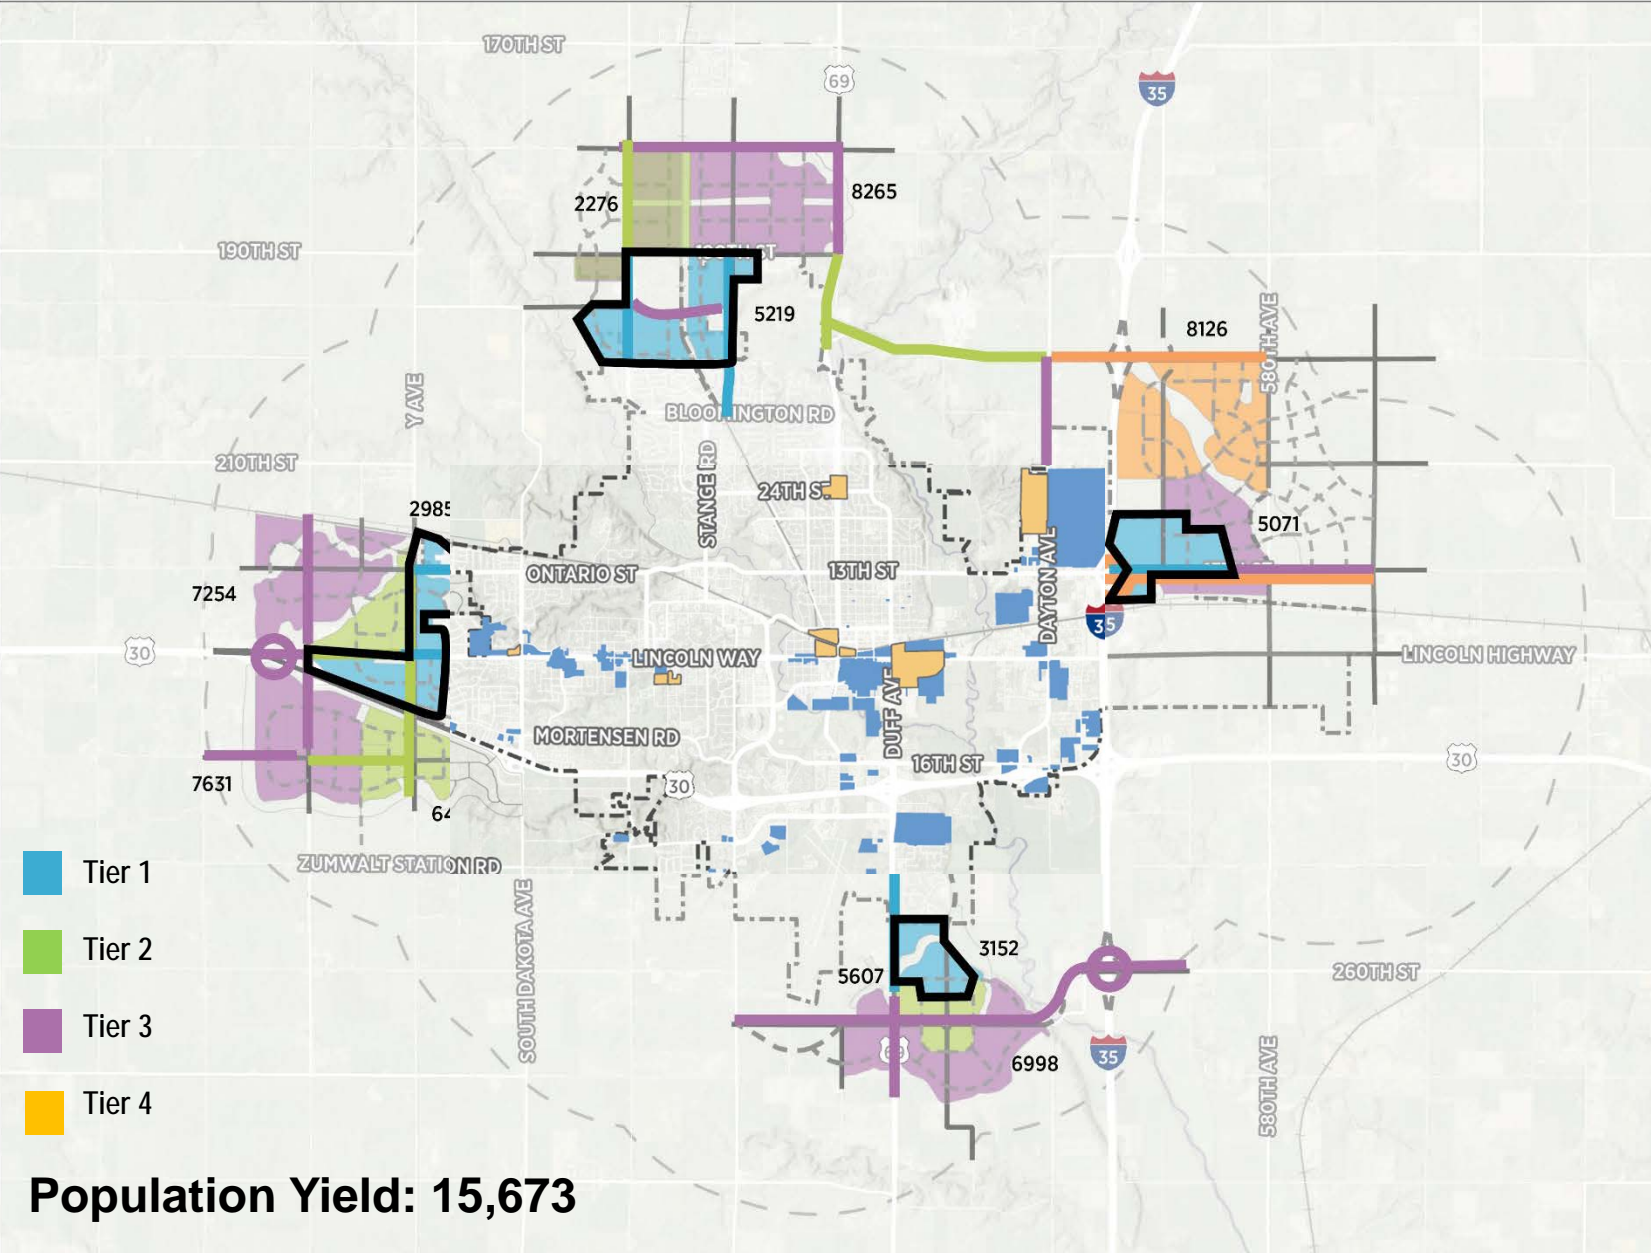 170TH ST
69
35
2276
8265
190TH ST
5219
8126
580TH AVE
Y AVE
BLOOMINGTON RD
210TH ST
STANGE RD
24TH ST
2985
5071
ONTARIO ST
13TH ST
DAYTON AVE
7254
35
30
LINCOLN WAY
LINCOLN HIGHWAY
DUFF AVE
MORTENSEN RD
16TH ST
30
30
7631
64
ZUMWALT STATION RD
SOUTH DAKOTA AVE
3152
5607
260TH ST
6998
35
580TH AVE
Tier 1
Tier 2
Tier 3
Tier 4
Population Yield: 15,673